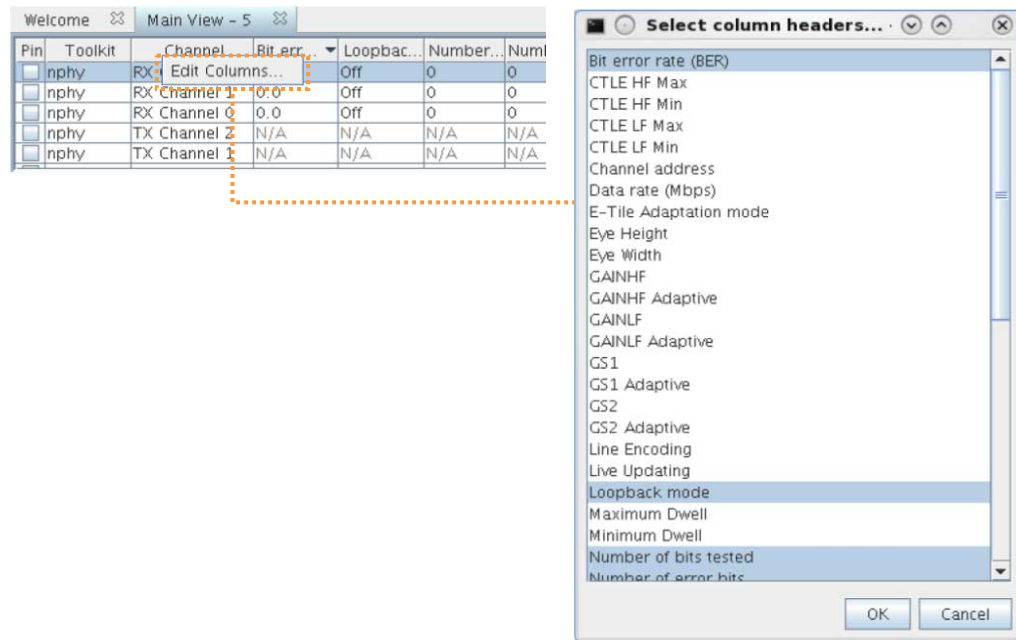 Welcome Main View – 5
Pin Toolkit Channel Bit err... Loopbac... Number...
nphy RX Off 0 0
Edit Columns...
nphy RX Channel 1 0.0 Off 0 0
nphy RX Channel 0 0.0 Off 0 0
nphy TX Channel 2 N/A N/A N/A N/A
nphy TX Channel 1 N/A N/A N/A N/A
Select column headers...
Bit error rate (BER)
CTLE HF Max
CTLE HF Min
CTLE LF Max
CTLE LF Min
Channel address
Data rate (Mbps)
E-Tile Adaptation mode
Eye Height
Eye Width
GAINHF
GAINHF Adaptive
GAINLF
GAINLF Adaptive
GS1
GS1 Adaptive
GS2
GS2 Adaptive
Line Encoding
Live Updating
Loopback mode
Maximum Dwell
Minimum Dwell
Number of bits tested
Number of error bits
OK Cancel